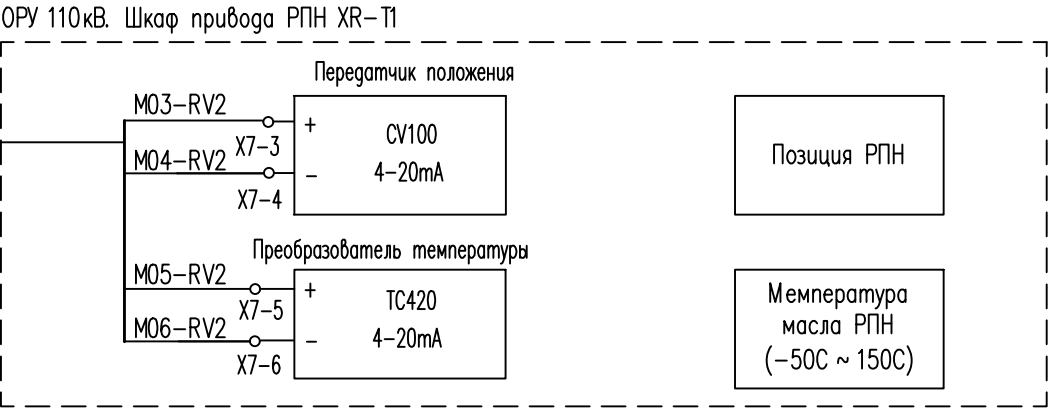 ОРУ 110кВ. Шкаф привода РПН XR-T1
Передатчик положения
M03-RV2
+
X7-3
CV100
4-20mA
M04-RV2
-
X7-4
Позиция РПН
Преобразователь температуры
M05-RV2
+
X7-5
TC420
4-20mA
M06-RV2
-
X7-6
Мемпература
масла РПН
(-50С ~ 150С)